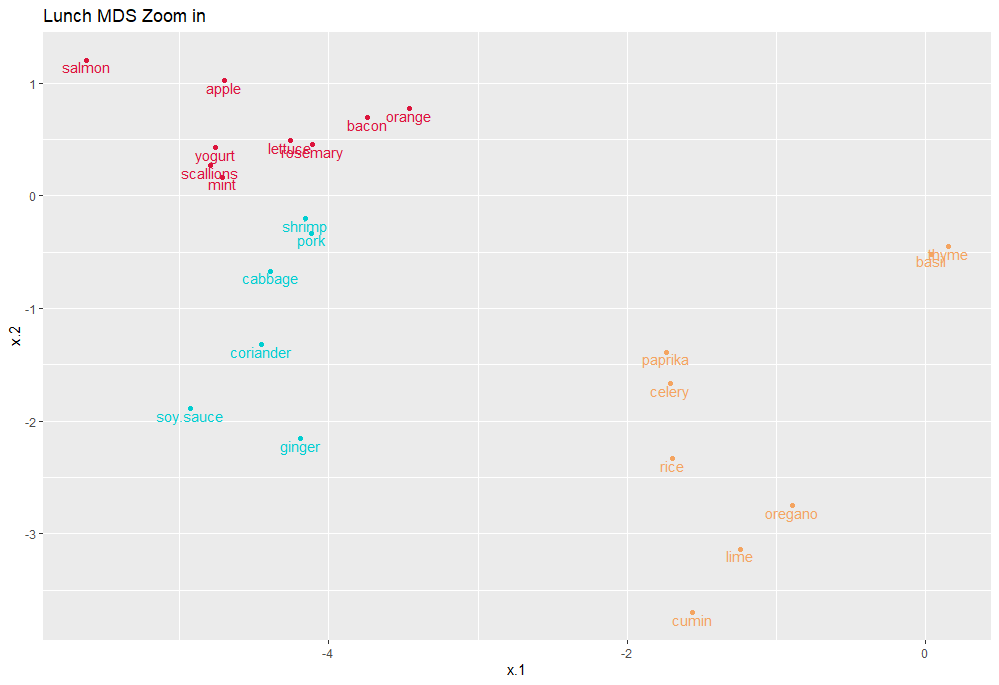 Lunch MDS Zoom in
salmon
apple
orange
bacon
lettuce
rosemary
yogurt
scallions
mint
shrimp
pork
cabbage
coriander
soy.sauce
ginger
thyme
basil
paprika
celery
rice
oregano
lime
cumin
1
0
-1
-2
-3
x.2
-4
-2
0
x.1